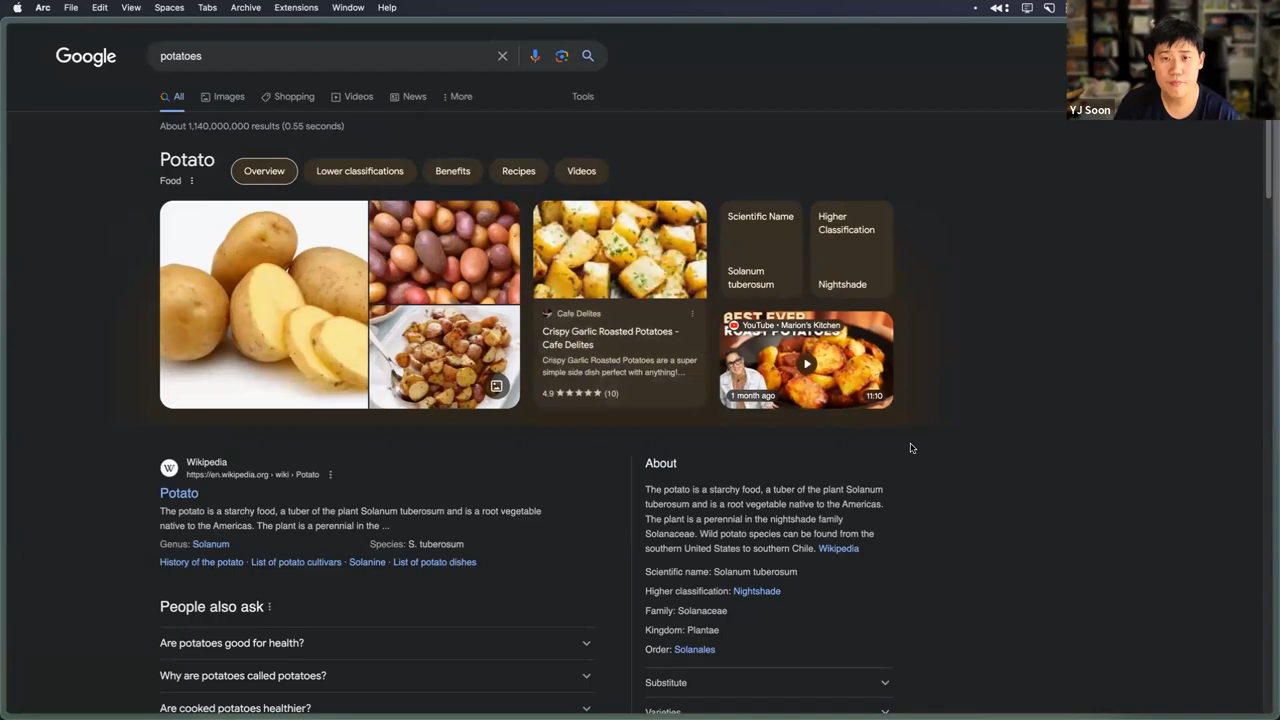 Arc File Edit View Spaces Tabs Archive Extensions Window Help
Google
potatoes
All Images Shopping Videos News More Tools
About 1,140,000,000 results (0.55 seconds)
Potato
Food
Overview Lower classifications Benefits Recipes Videos
Cafe Delites
Crispy Garlic Roasted Potatoes -
Cafe Delites
Crispy Garlic Roasted Potatoes are a super
simple side dish perfect with anything!...
4.9 (10)
Scientific Name
Solanum
tuberosum
Higher
Classification
Nightshade
BEST EVER
ROAST POTATOES
YouTube • Marion's Kitchen
1 month ago 11:10
YJ Soon
W
Wikipedia
https://en.wikipedia.org › wiki › Potato
Potato
The potato is a starchy food, a tuber of the plant Solanum tuberosum and is a root vegetable
native to the Americas. The plant is a perennial in the ...
Genus: Solanum Species: S. tuberosum
History of the potato · List of potato cultivars · Solanine · List of potato dishes
People also ask
Are potatoes good for health?
Why are potatoes called potatoes?
Are cooked potatoes healthier?
About
The potato is a starchy food, a tuber of the plant Solanum
tuberosum and is a root vegetable native to the Americas.
The plant is a perennial in the nightshade family
Solanaceae. Wild potato species can be found from the
southern United States to southern Chile. Wikipedia
Scientific name: Solanum tuberosum
Higher classification: Nightshade
Family: Solanaceae
Kingdom: Plantae
Order: Solanales
Substitute
Varieties